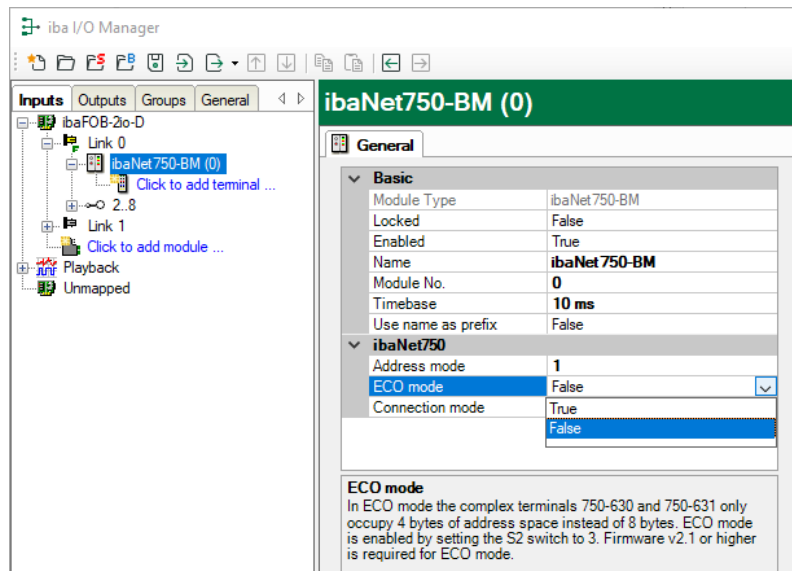 iba I/O Manager
Inputs Outputs Groups General
ibaFOB-2io-D
Link 0
ibaNet750-BM (0)
Click to add terminal ...
2..8
Link 1
Click to add module ...
Playback
Unmapped
ibaNet750-BM (0)
General
Basic
Module Type ibaNet750-BM
Locked False
Enabled True
Name ibaNet750-BM
Module No. 0
Timebase 10 ms
Use name as prefix False
ibaNet750
Address mode 1
ECO mode False
Connection mode
True
False
ECO mode
In ECO mode the complex terminals 750-630 and 750-631 only
occupy 4 bytes of address space instead of 8 bytes. ECO mode
is enabled by setting the S2 switch to 3. Firmware v2.1 or higher
is required for ECO mode.